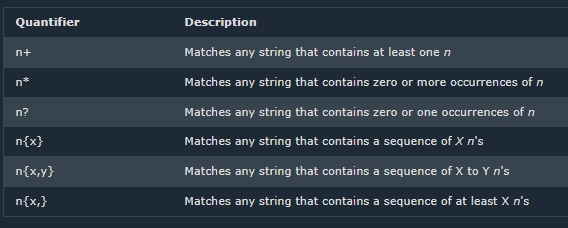 Quantifier Description
n+ Matches any string that contains at least one n
n* Matches any string that contains zero or more occurrences of n
n? Matches any string that contains zero or one occurrences of n
n{x} Matches any string that contains a sequence of X n's
n{x,y} Matches any string that contains a sequence of X to Y n's
n{x,} Matches any string that contains a sequence of at least X n's